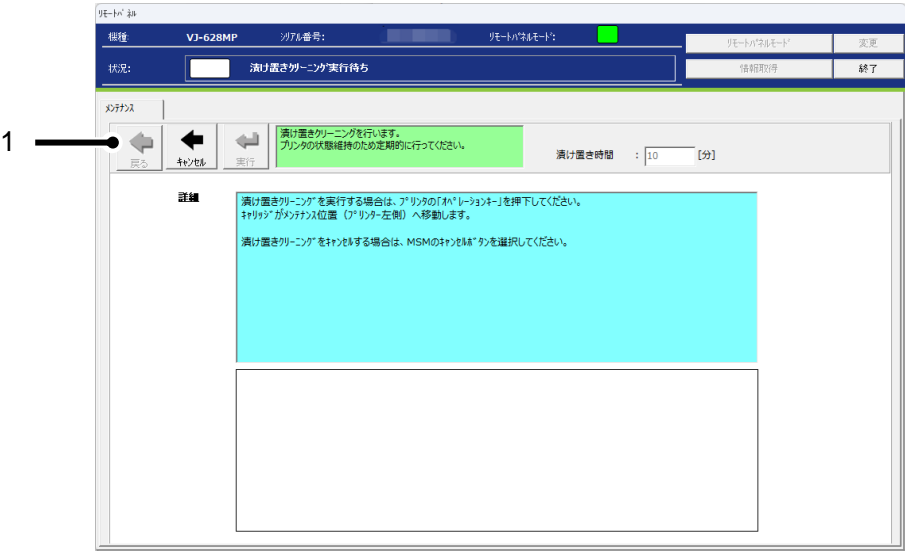 ﾘﾓｰﾄﾊﾟﾈﾙ
機種:
VJ-628MP
ｼﾘｱﾙ番号:
ﾘﾓｰﾄﾊﾟﾈﾙﾓｰﾄﾞ:
ﾘﾓｰﾄﾊﾟﾈﾙﾓｰﾄﾞ
変更
状況:
漬け置きｸﾘｰﾆﾝｸﾞ実行待ち
情報取得
終了
ﾒﾝﾃﾅﾝｽ
1
戻る
ｷｬﾝｾﾙ
実行
漬け置きｸﾘｰﾆﾝｸﾞを行います。
ﾌﾟﾘﾝﾀの状態維持のため定期的に行ってください。
漬け置き時間 : 10 [分]
詳細
漬け置きｸﾘｰﾆﾝｸﾞを実行する場合は、ﾌﾟﾘﾝﾀの「ｵﾍﾟﾚｰｼｮﾝｷｰ」を押下してください。
ｷｬﾘｯｼﾞがﾒﾝﾃﾅﾝｽ位置（ﾌﾟﾘﾝﾀｰ左側）へ移動します。
漬け置きｸﾘｰﾆﾝｸﾞをｷｬﾝｾﾙする場合は、MSMのｷｬﾝｾﾙﾎﾞﾀﾝを選択してください。